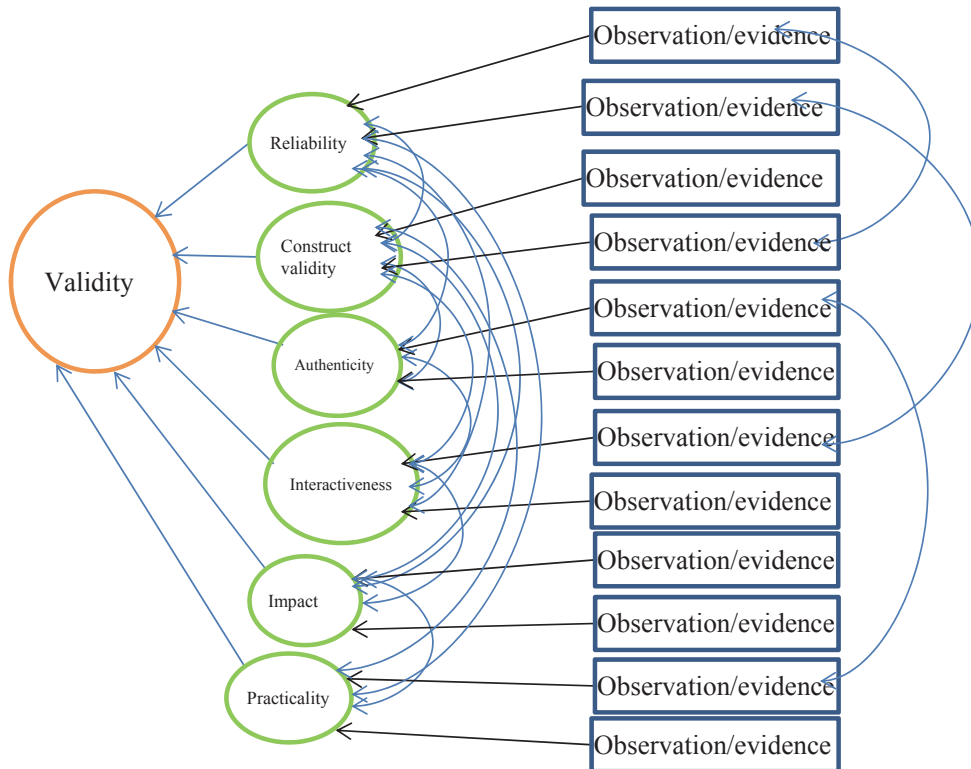 Validity
Reliability
Construct
validity
Authenticity
Interactiveness
Impact
Practicality
Observation/evidence
Observation/evidence
Observation/evidence
Observation/evidence
Observation/evidence
Observation/evidence
Observation/evidence
Observation/evidence
Observation/evidence
Observation/evidence
Observation/evidence
Observation/evidence